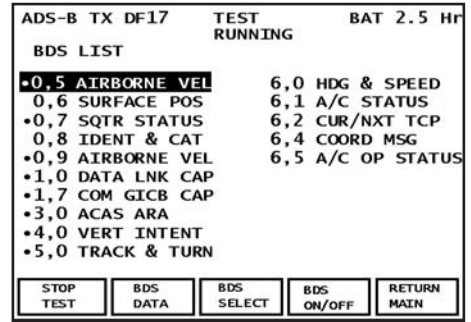 ADS-B TX DF17 TEST BAT 2.5 Hr
RUNNING
BDS LIST
•0,5 AIRBORNE VEL 6,0 HDG & SPEED
0,6 SURFACE POS 6,1 A/C STATUS
•0,7 SQTR STATUS 6,2 CUR/NXT TCP
0,8 IDENT & CAT 6,4 COORD MSG
•0,9 AIRBORNE VEL 6,5 A/C OP STATUS
•1,0 DATA LNK CAP
•1,7 COM GICB CAP
•3,0 ACAS ARA
•4,0 VERT INTENT
•5,0 TRACK & TURN
STOP TEST
BDS DATA
BDS SELECT
BDS ON/OFF
RETURN MAIN